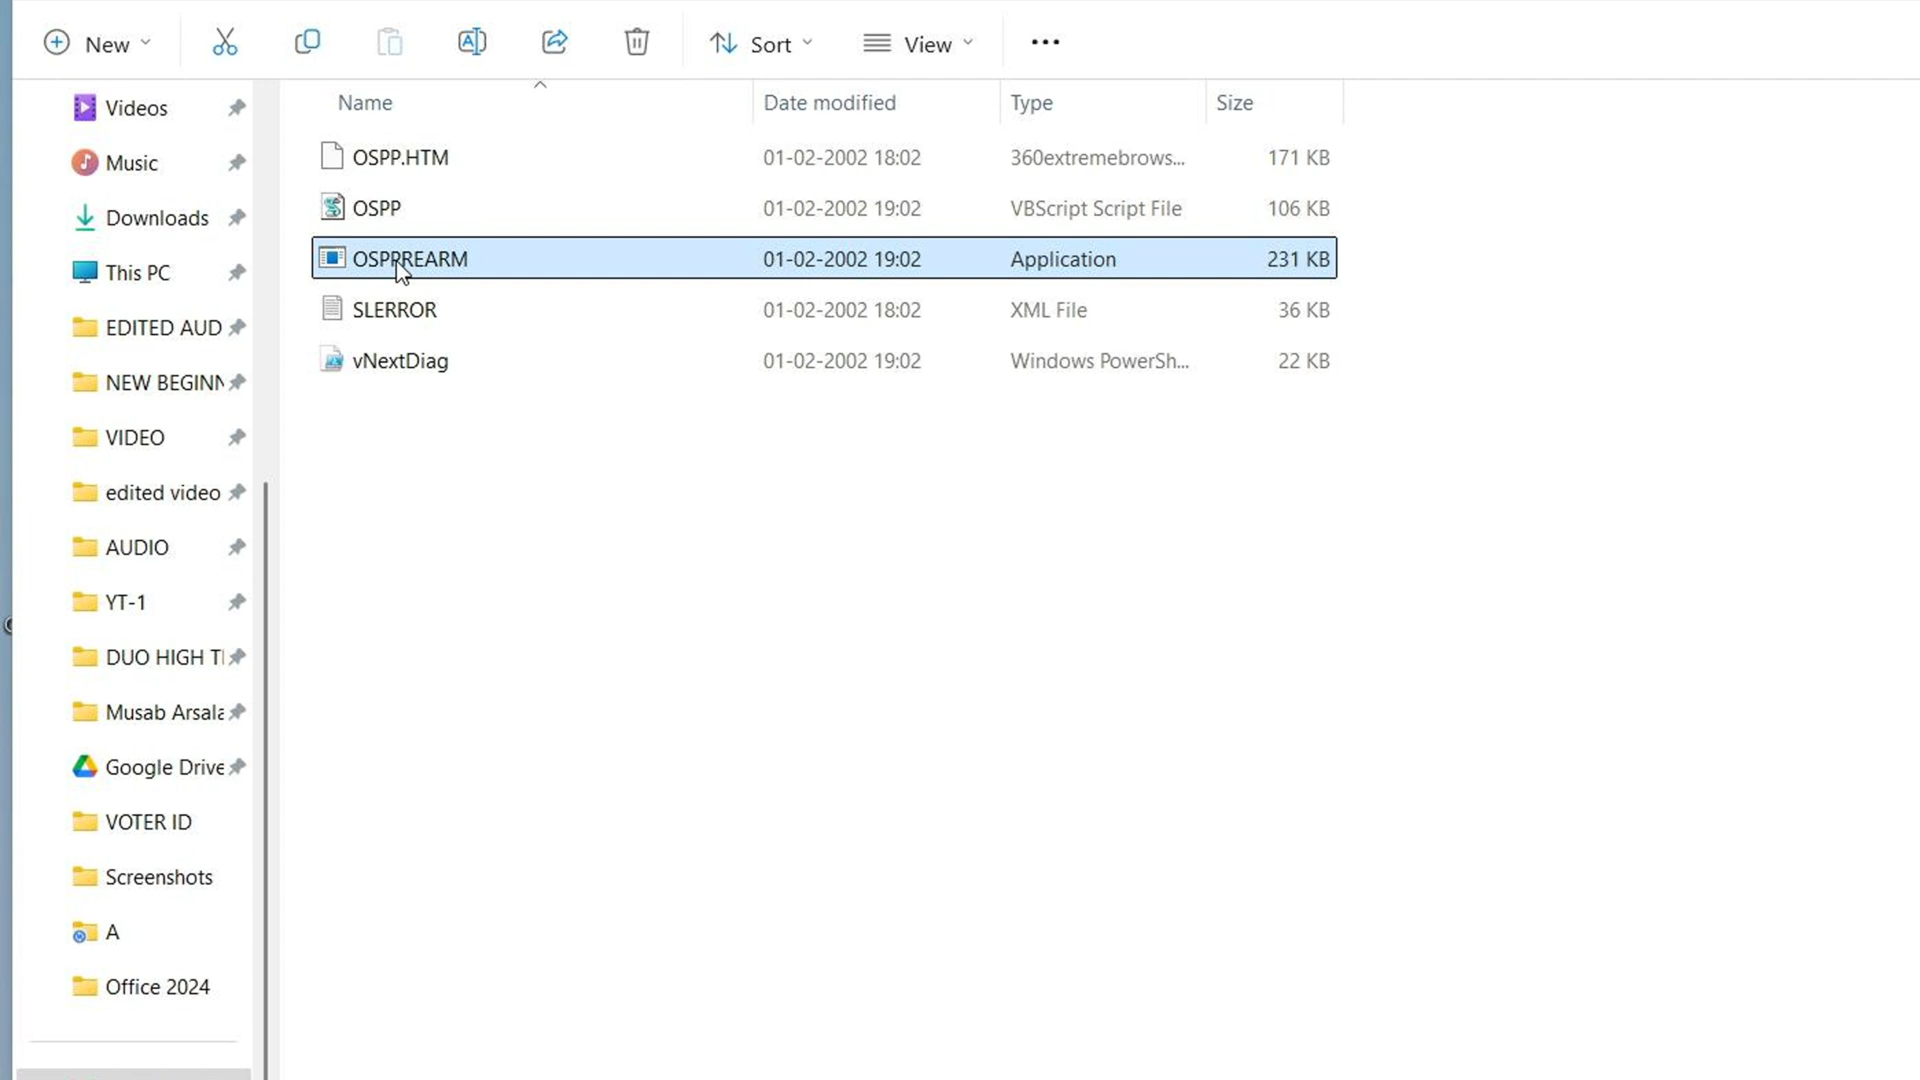 New
Sort
View
Name Date modified Type Size
OSPP.HTM 01-02-2002 18:02 360extremebrows... 171 KB
OSPP 01-02-2002 19:02 VBScript Script File 106 KB
OSPPREARM 01-02-2002 19:02 Application 231 KB
SLERROR 01-02-2002 18:02 XML File 36 KB
vNextDiag 01-02-2002 19:02 Windows PowerSh... 22 KB
Videos
Music
Downloads
This PC
EDITED AUD
NEW BEGINN
VIDEO
edited video
AUDIO
YT-1
DUO HIGH T
Musab Arsala
Google Drive
VOTER ID
Screenshots
A
Office 2024